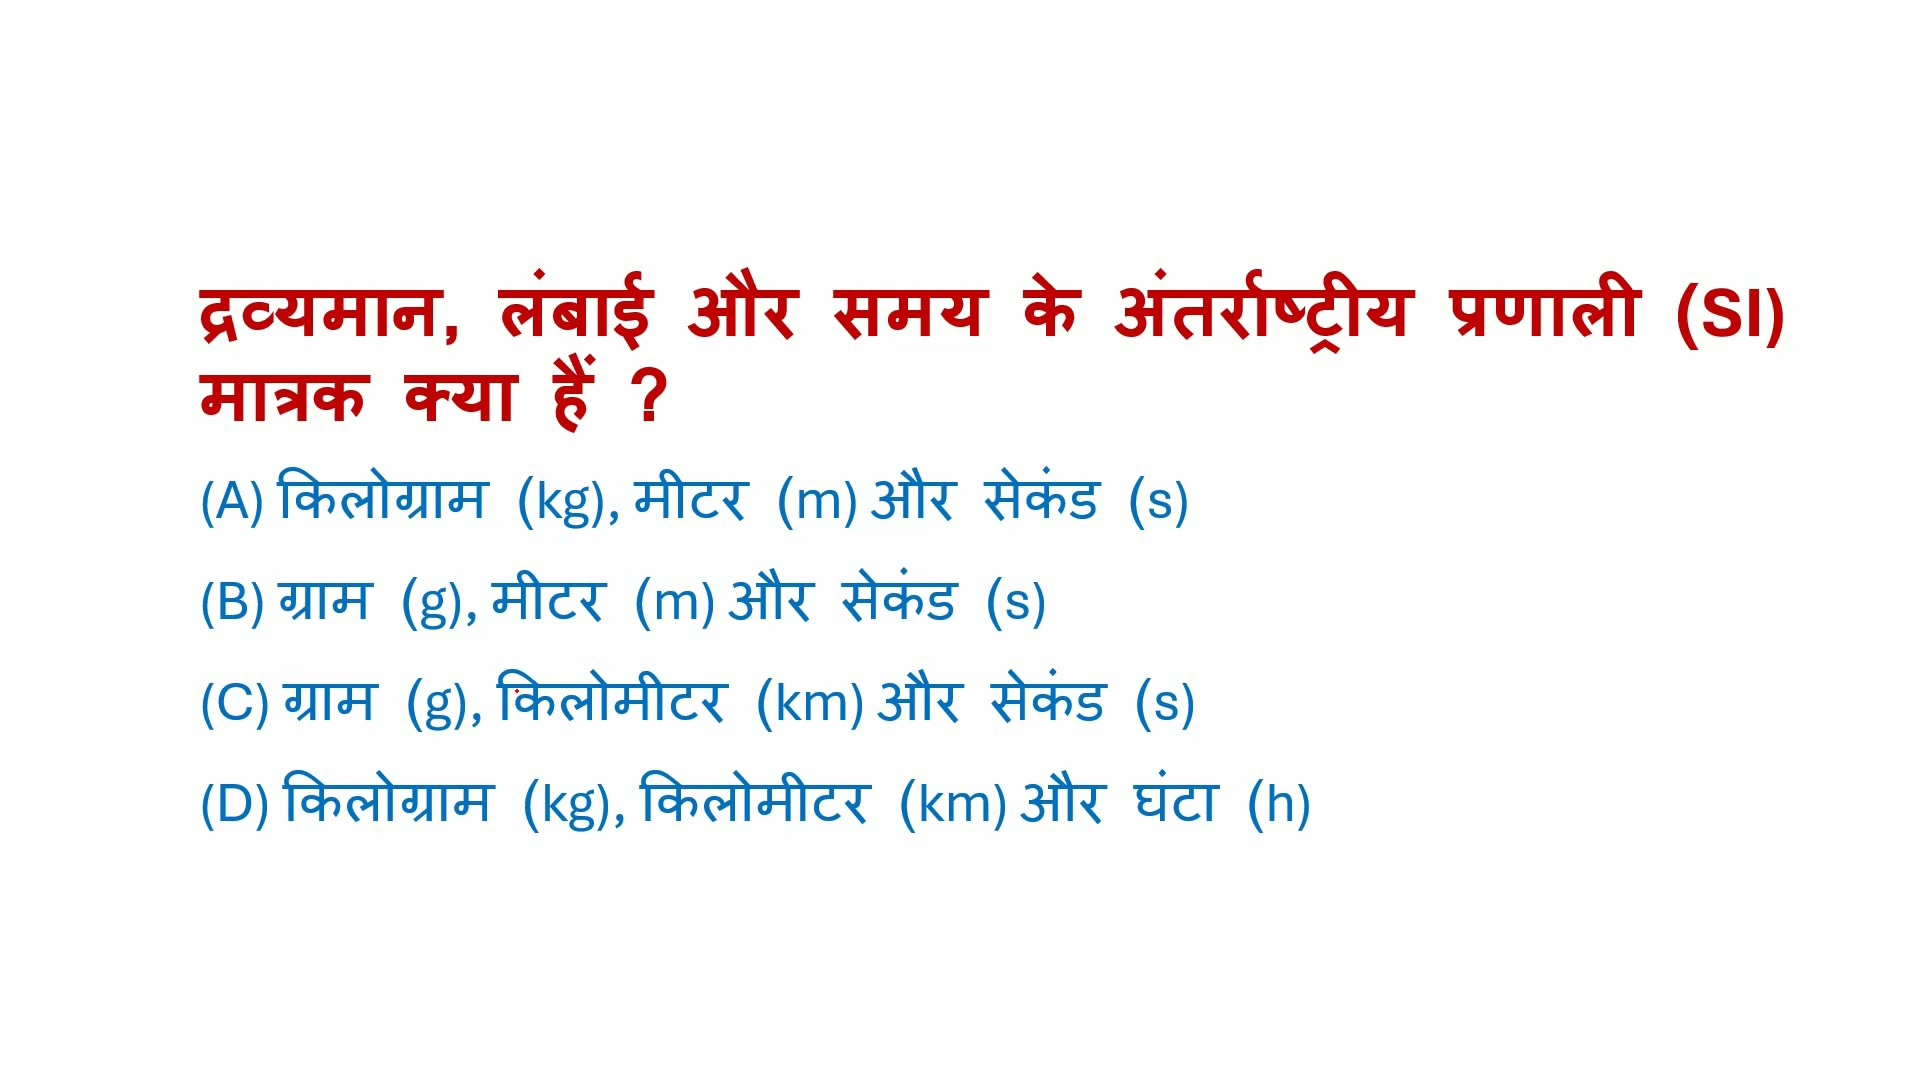 द्रव्यमान, लंबाई और समय के अंतर्राष्ट्रीय प्रणाली (SI)
मात्रक क्या हैं ?
(A) किलोग्राम (kg), मीटर (m) और सेकंड (s)
(B) ग्राम (g), मीटर (m) और सेकंड (s)
(C) ग्राम (g), किलोमीटर (km) और सेकंड (s)
(D) किलोग्राम (kg), किलोमीटर (km) और घंटा (h)